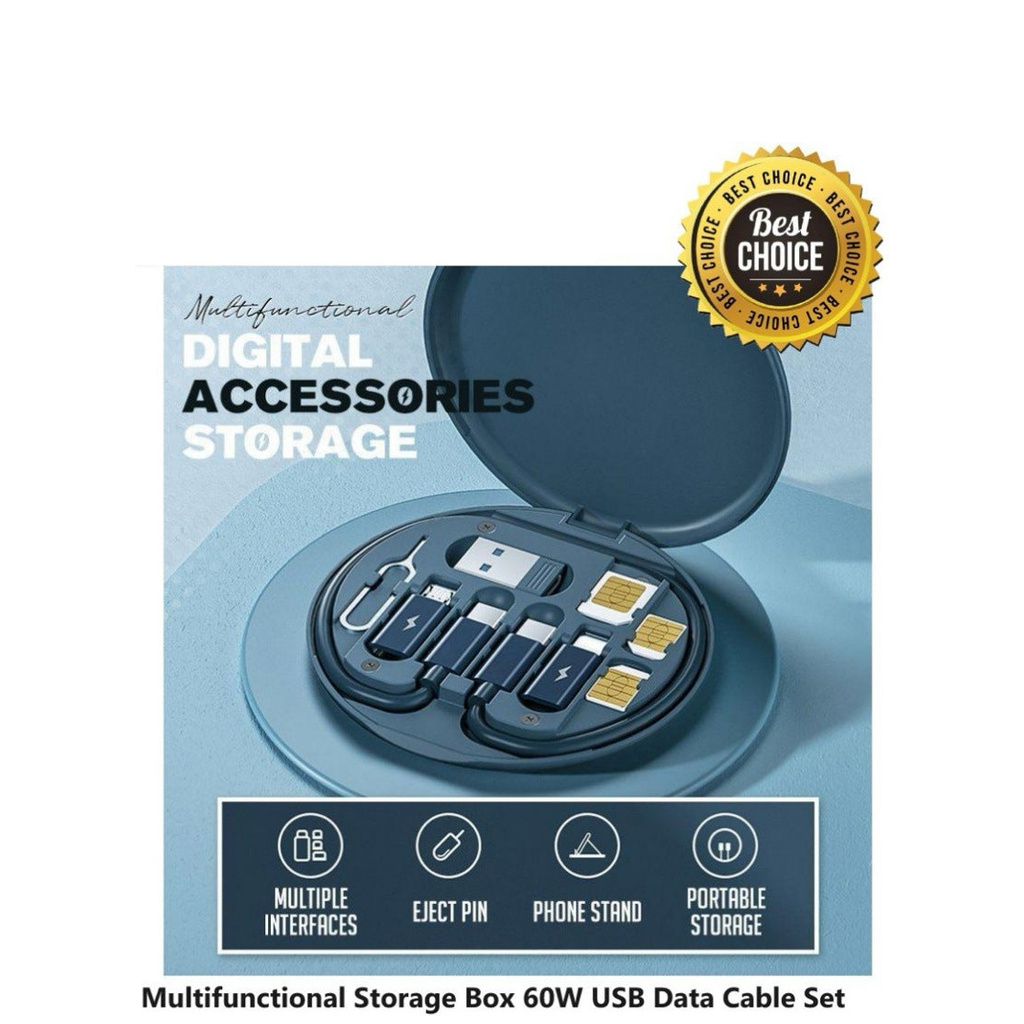 BEST CHOICE · BEST CHOICE · BEST CHOICE · BEST CHOICE ·
Best
CHOICE
Multifunctional
DIGITAL
ACCESSORIES
STORAGE
MULTIPLE
INTERFACES
EJECT PIN
PHONE STAND
PORTABLE
STORAGE
Multifunctional Storage Box 60W USB Data Cable Set